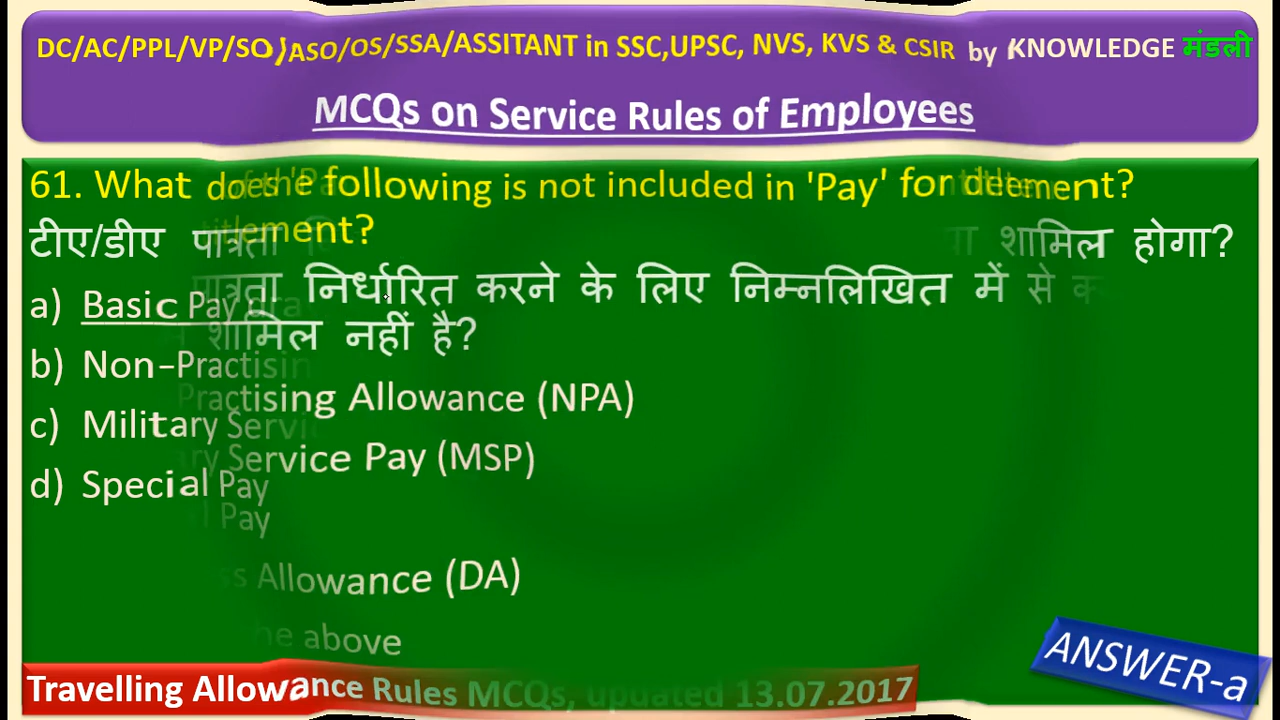 DC/AC/PPL/VP/SO/ASO/OS/SSA/ASSITANT in SSC,UPSC, NVS, KVS & CSIR by KNOWLEDGE मंडली
MCQs on Service Rules of Employees
61. What does the following is not included in 'Pay' for
टीए/डीए पात्रता शामिल होगा?
पात्रता निर्धारित करने के लिए निम्नलिखित में से
शामिल नहीं है?
a) Basic Pay
b) Non-Practising
Practising Allowance (NPA)
c) Military
Service Pay (MSP)
d) Special Pay
Pay
Allowance (DA)
the above
Travelling Allowance Rules MCQs, updated 13.07.2017
ANSWER-a